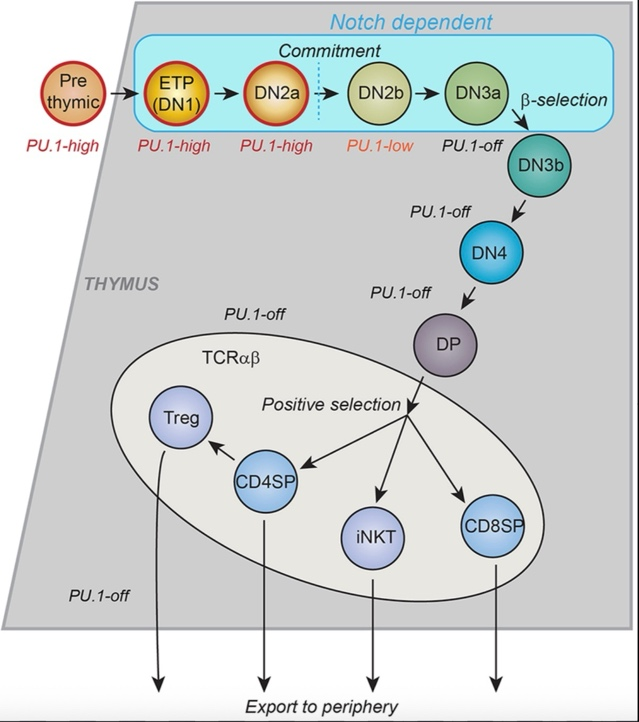 Notch dependent
Commitment
Pre
thymic
ETP
(DN1)
DN2a
DN2b
DN3a
β-selection
PU.1-high
PU.1-high
PU.1-high
PU.1-low
PU.1-off
DN3b
PU.1-off
DN4
THYMUS
PU.1-off
PU.1-off
DP
TCRαβ
Positive selection
Treg
CD4SP
iNKT
CD8SP
PU.1-off
Export to periphery